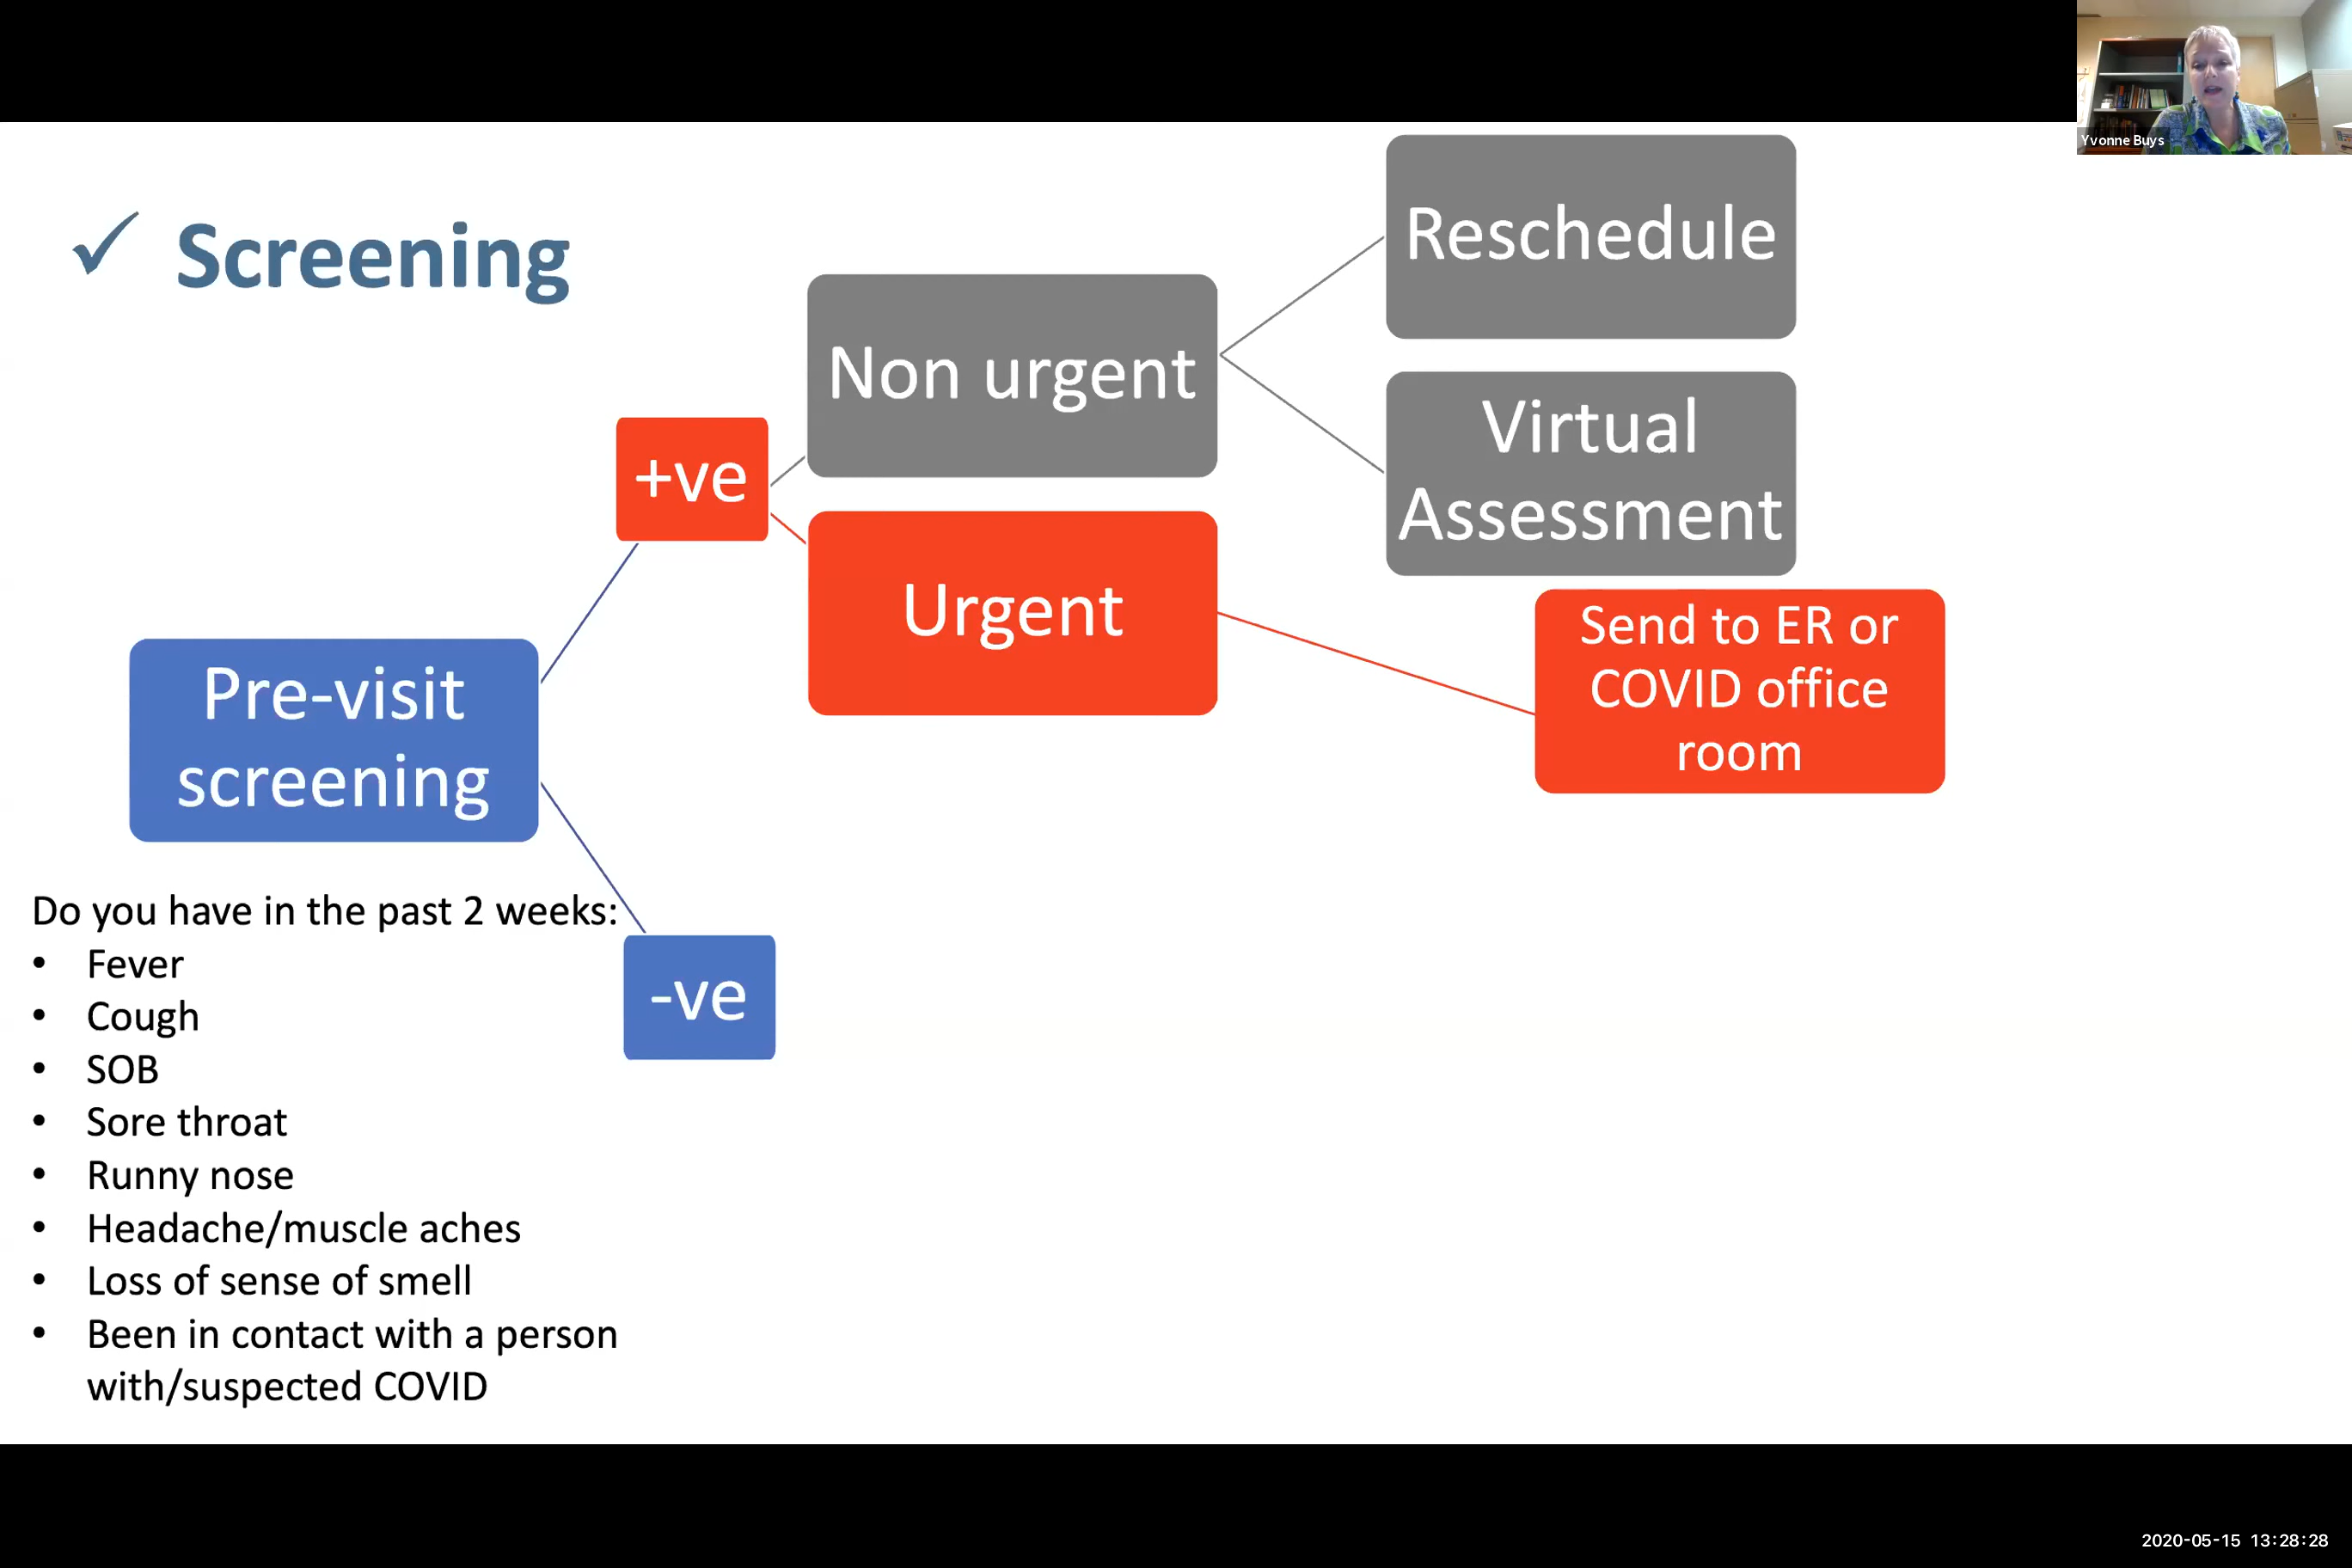 Yvonne Buys
✓ Screening
Reschedule
Non urgent
Virtual
Assessment
+ve
Urgent
Send to ER or
COVID office
room
Pre-visit
screening
-ve
Do you have in the past 2 weeks:
• Fever
• Cough
• SOB
• Sore throat
• Runny nose
• Headache/muscle aches
• Loss of sense of smell
• Been in contact with a person
with/suspected COVID
2020-05-15 13:28:28